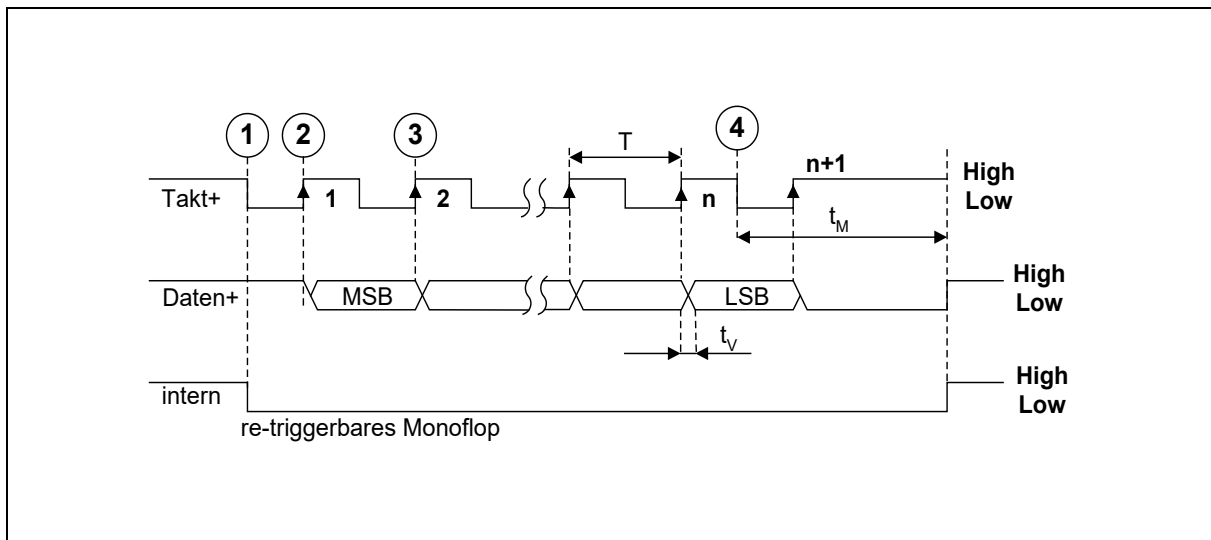 1 2 3 4
T
n+1
Takt+ 1 2 n High
Low
t_M
Daten+ MSB LSB High
Low
t_V
intern High
Low
re-triggerbares Monoflop